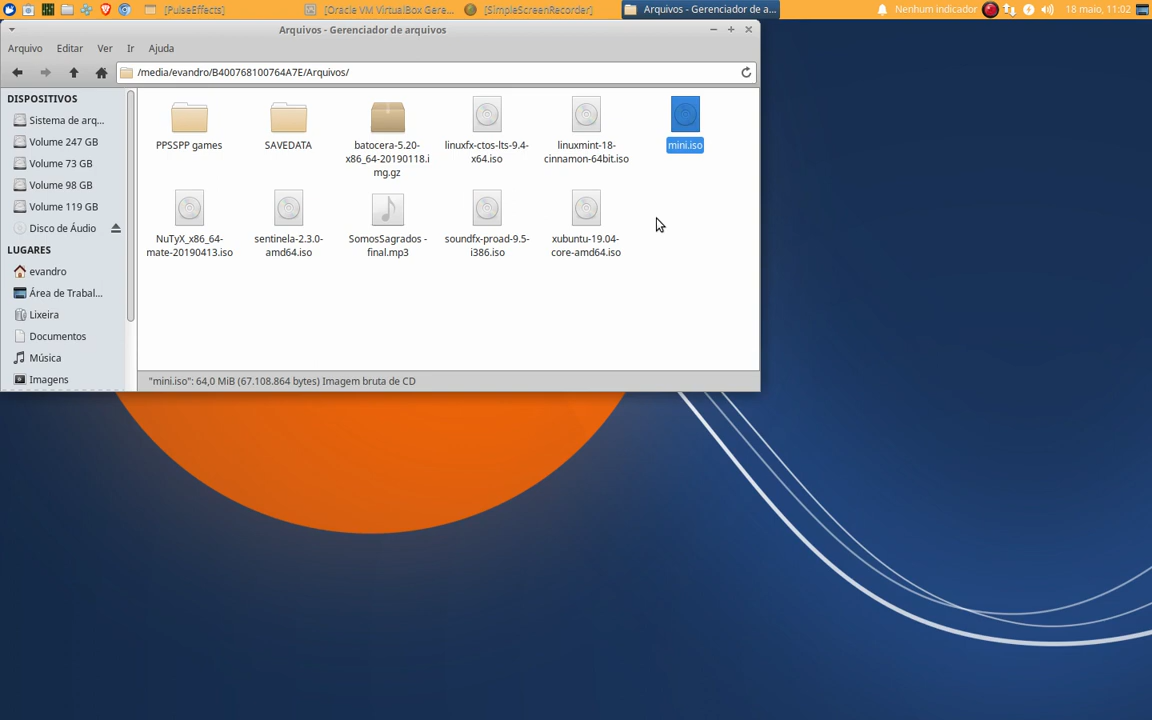 [PulseEffects]
[Oracle VM VirtualBox Gere...
[SimpleScreenRecorder]
Arquivos - Gerenciador de a...
Nenhum indicador
18 maio, 11:02
Arquivos - Gerenciador de arquivos
Arquivo Editar Ver Ir Ajuda
/media/evandro/B400768100764A7E/Arquivos/
DISPOSITIVOS
Sistema de arq...
Volume 247 GB
Volume 73 GB
Volume 98 GB
Volume 119 GB
Disco de Áudio
LUGARES
evandro
Área de Trabal...
Lixeira
Documentos
Música
Imagens
PPSSPP games
SAVEDATA
batocera-5.20-
x86_64-20190118.i
mg.gz
linuxfx-ctos-lts-9.4-
x64.iso
linuxmint-18-
cinnamon-64bit.iso
mini.iso
NuTyX_x86_64-
mate-20190413.iso
sentinela-2.3.0-
amd64.iso
SomosSagrados -
final.mp3
soundfx-proad-9.5-
i386.iso
xubuntu-19.04-
core-amd64.iso
"mini.iso": 64,0 MiB (67.108.864 bytes) Imagem bruta de CD